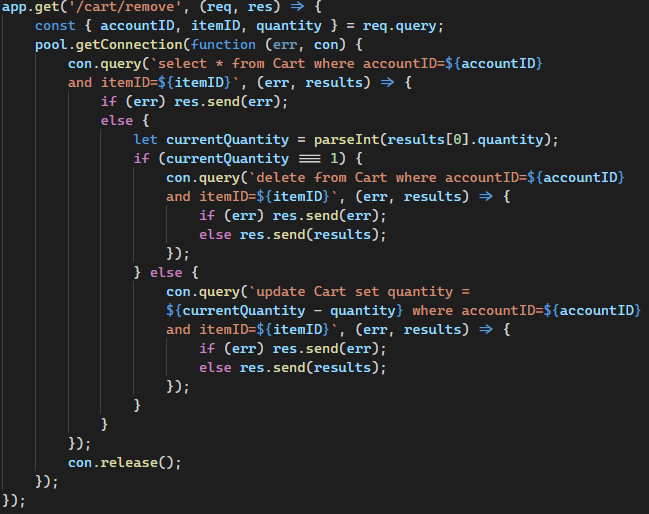 app.get('/cart/remove', (req, res) => {
    const { accountID, itemID, quantity } = req.query;
    pool.getConnection(function (err, con) {
        con.query(`select * from Cart where accountID=${accountID}
        and itemID=${itemID}`, (err, results) => {
            if (err) res.send(err);
            else {
                let currentQuantity = parseInt(results[0].quantity);
                if (currentQuantity === 1) {
                    con.query(`delete from Cart where accountID=${accountID}
                    and itemID=${itemID}`, (err, results) => {
                        if (err) res.send(err);
                        else res.send(results);
                    });
                } else {
                    con.query(`update Cart set quantity =
                    ${currentQuantity - quantity} where accountID=${accountID}
                    and itemID=${itemID}`, (err, results) => {
                        if (err) res.send(err);
                        else res.send(results);
                    });
                }
            }
        });
        con.release();
    });
});